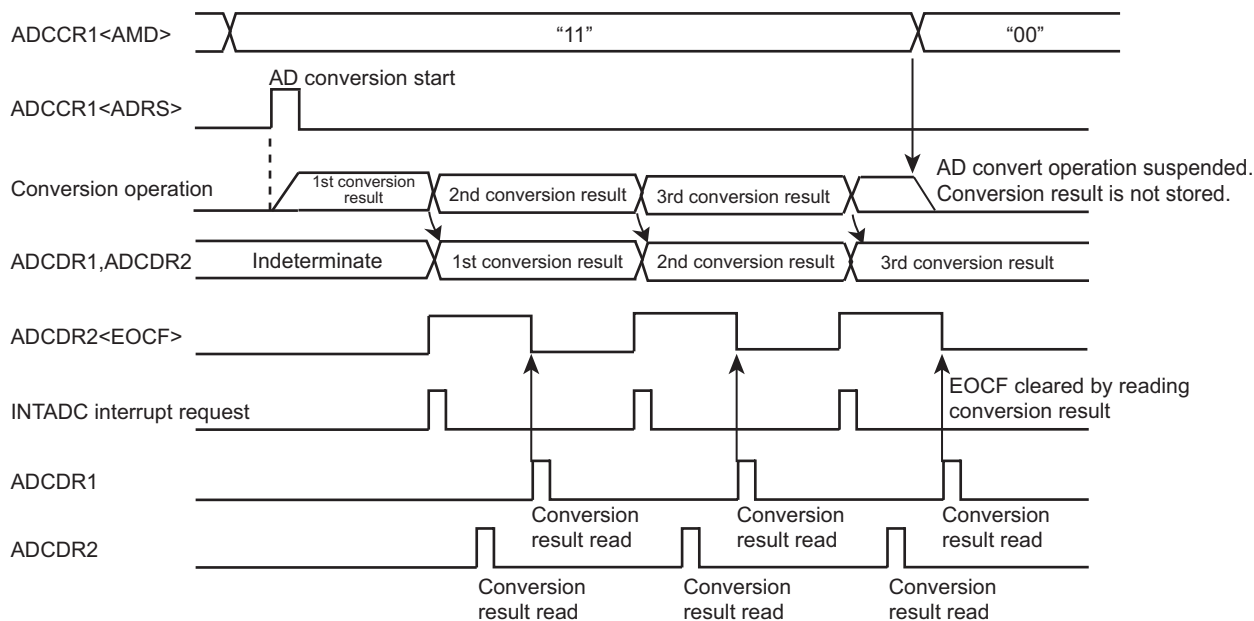 ADCCR1<AMD>
“11”
“00”
AD conversion start
ADCCR1<ADRS>
AD convert operation suspended.
Conversion result is not stored.
Conversion operation
1st conversion
result
2nd conversion result
3rd conversion result
ADCDR1,ADCDR2
Indeterminate
1st conversion result
2nd conversion result
3rd conversion result
ADCDR2<EOCF>
EOCF cleared by reading
conversion result
INTADC interrupt request
ADCDR1
Conversion
result read
Conversion
result read
Conversion
result read
ADCDR2
Conversion
result read
Conversion
result read
Conversion
result read